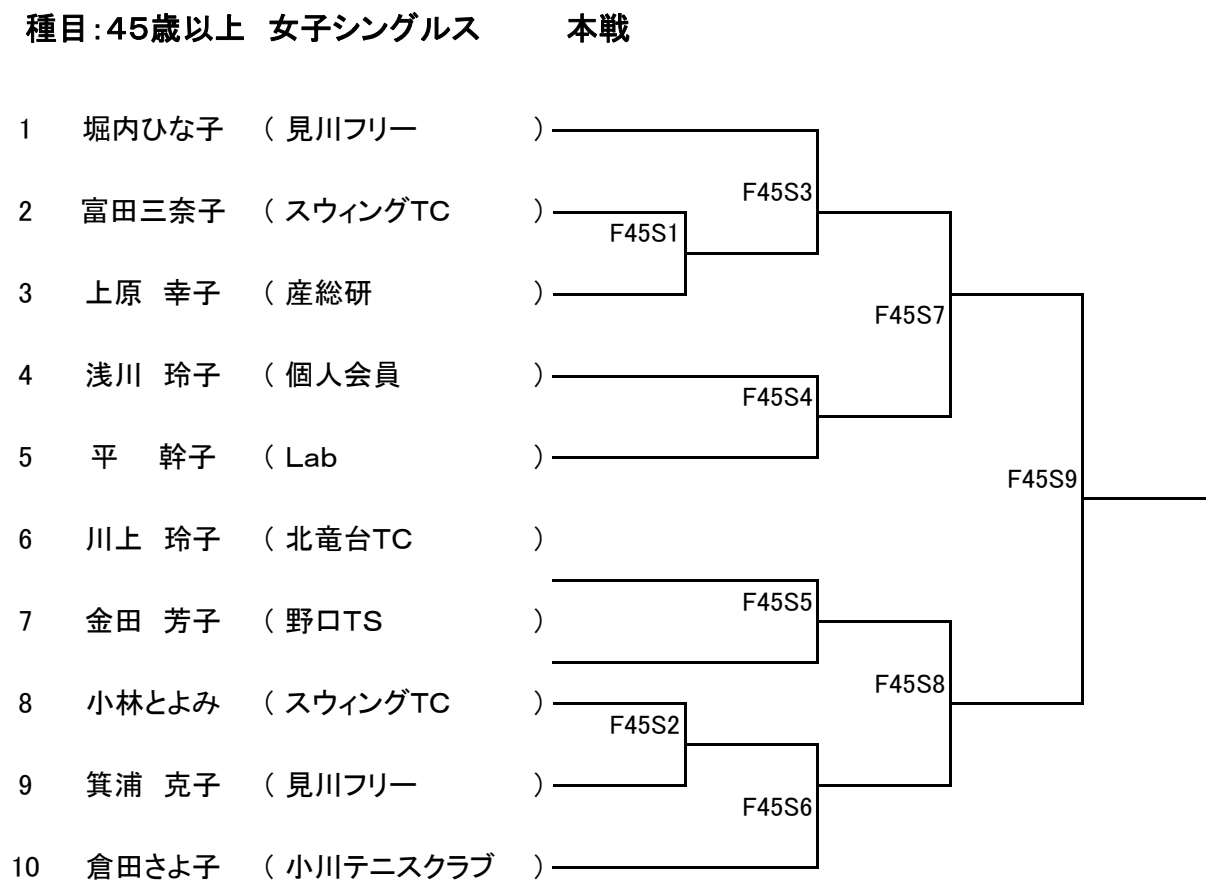 種目：４５歳以上　女子シングルス　本戦
1 堀内ひな子 （ 見川フリー ）
F45S3
2 富田三奈子 （ スウィングTC ）
F45S1
3 上原　幸子 （ 産総研 ）
F45S7
4 浅川　玲子 （ 個人会員 ）
F45S4
5 平　幹子 （ Lab ）
F45S9
6 川上　玲子 （ 北竜台TC ）
F45S5
7 金田　芳子 （ 野口TS ）
F45S8
8 小林とよみ （ スウィングTC ）
F45S2
9 箕浦　克子 （ 見川フリー ）
F45S6
10 倉田さよ子 （ 小川テニスクラブ ）